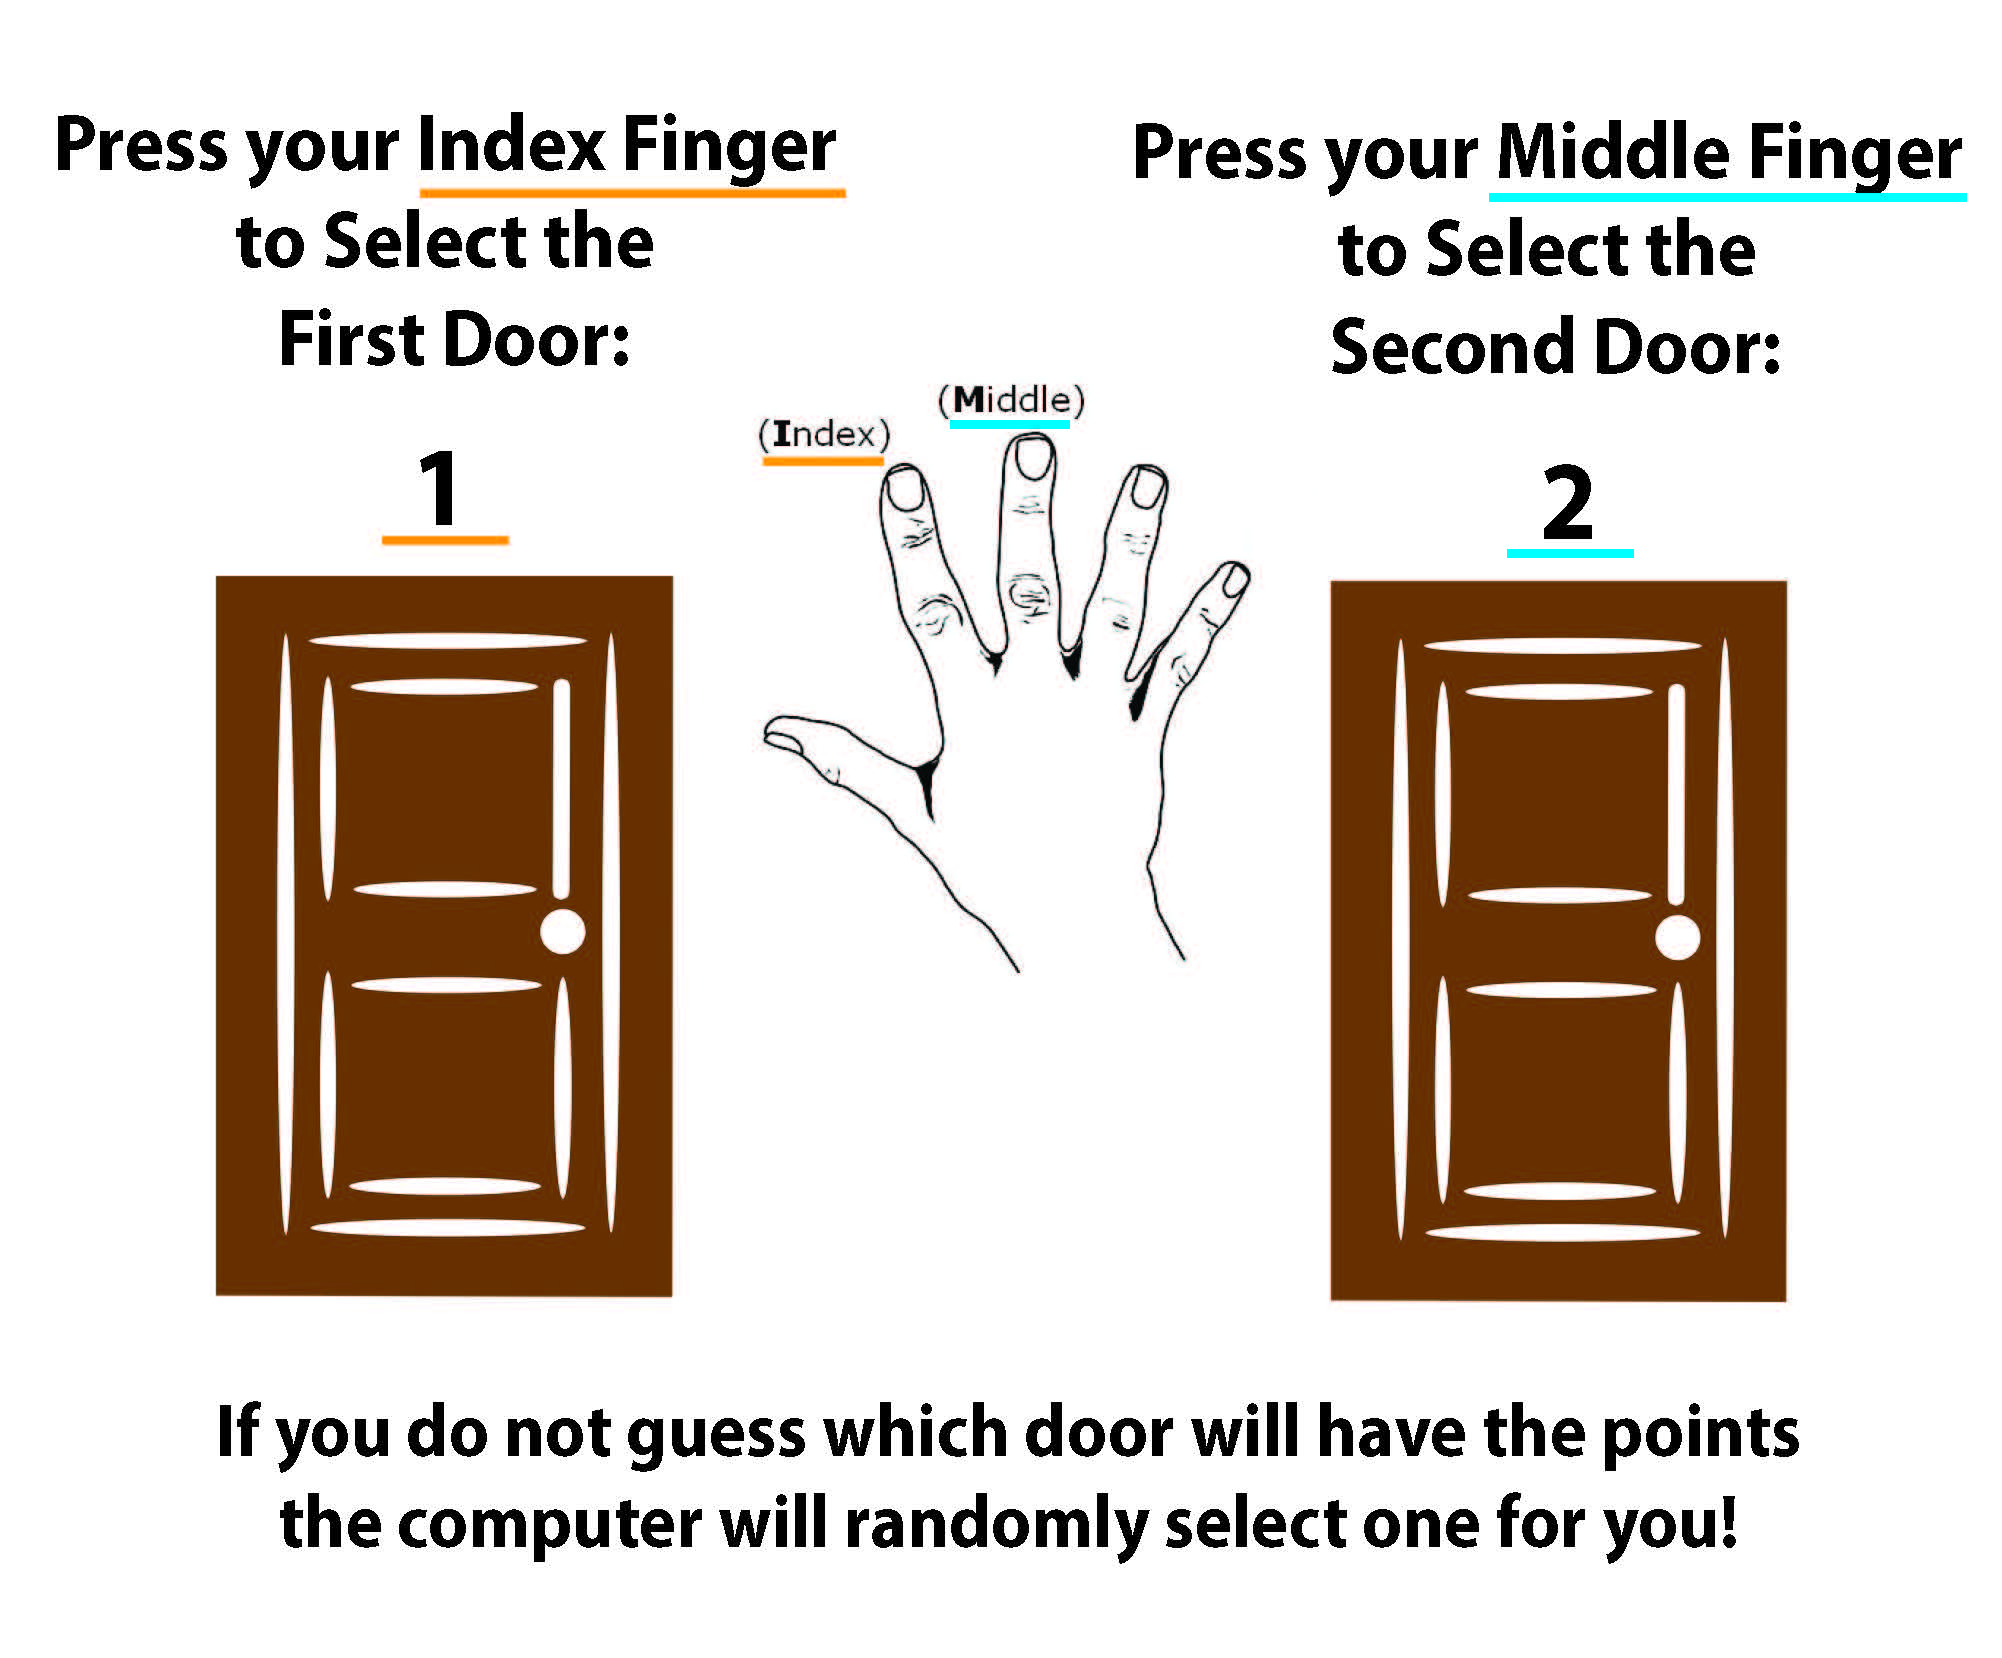 Press your Index Finger
to Select the
First Door:
1
Press your Middle Finger
to Select the
Second Door:
2
(Index)
(Middle)
If you do not guess which door will have the points
the computer will randomly select one for you!